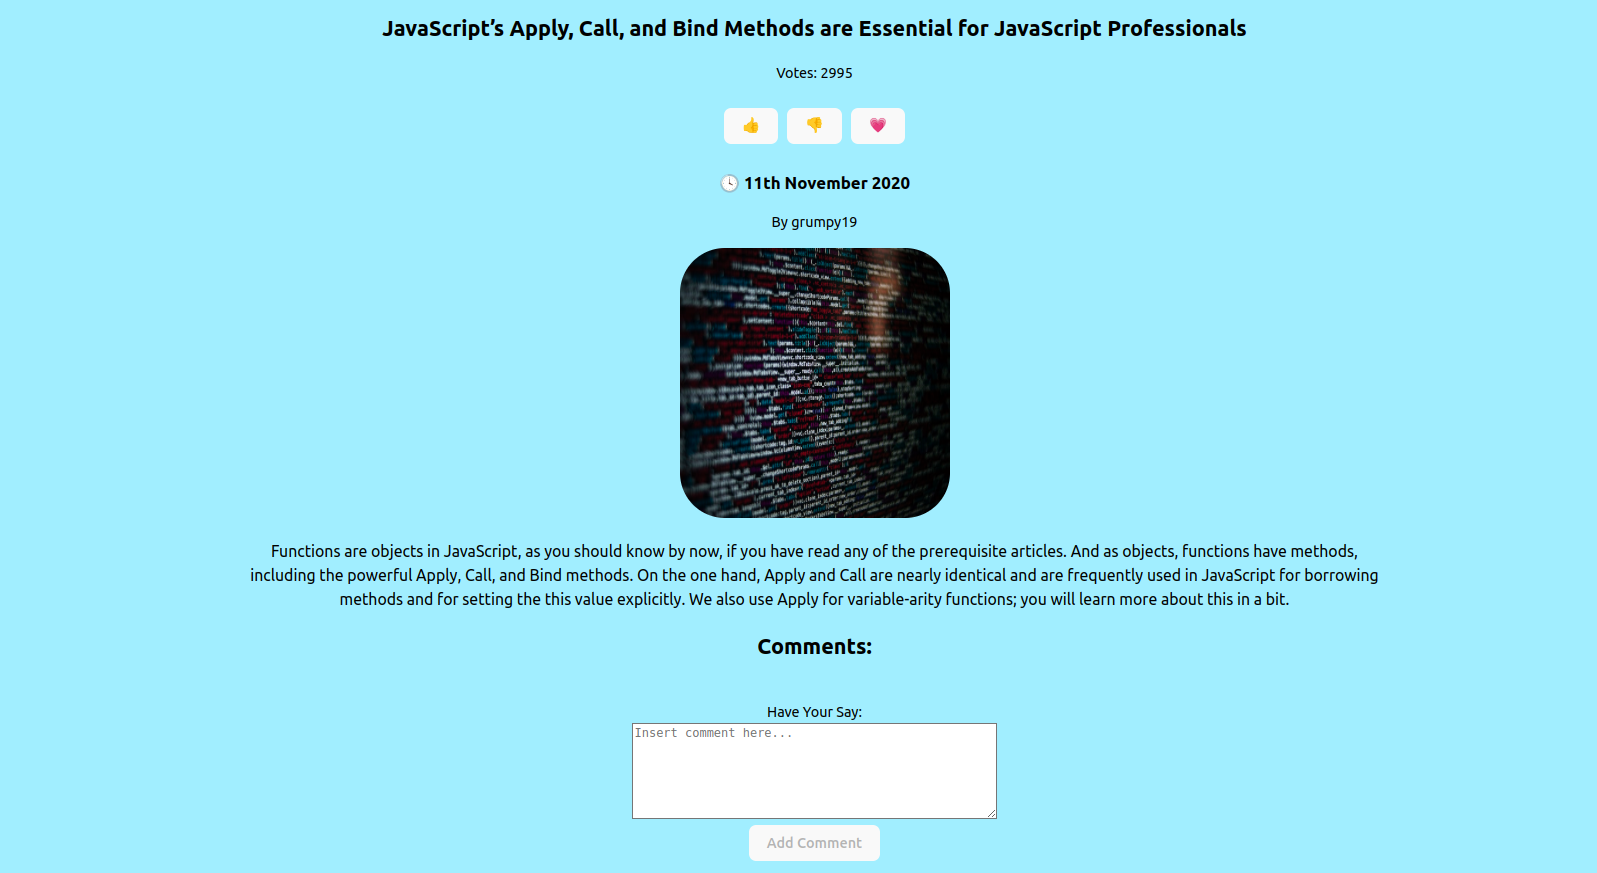 JavaScript’s Apply, Call, and Bind Methods are Essential for JavaScript Professionals
Votes: 2995
👍 👎 💗
🕓 11th November 2020
By grumpy19
Functions are objects in JavaScript, as you should know by now, if you have read any of the prerequisite articles. And as objects, functions have methods,
including the powerful Apply, Call, and Bind methods. On the one hand, Apply and Call are nearly identical and are frequently used in JavaScript for borrowing
methods and for setting the this value explicitly. We also use Apply for variable-arity functions; you will learn more about this in a bit.
Comments:
Have Your Say:
Insert comment here...
Add Comment